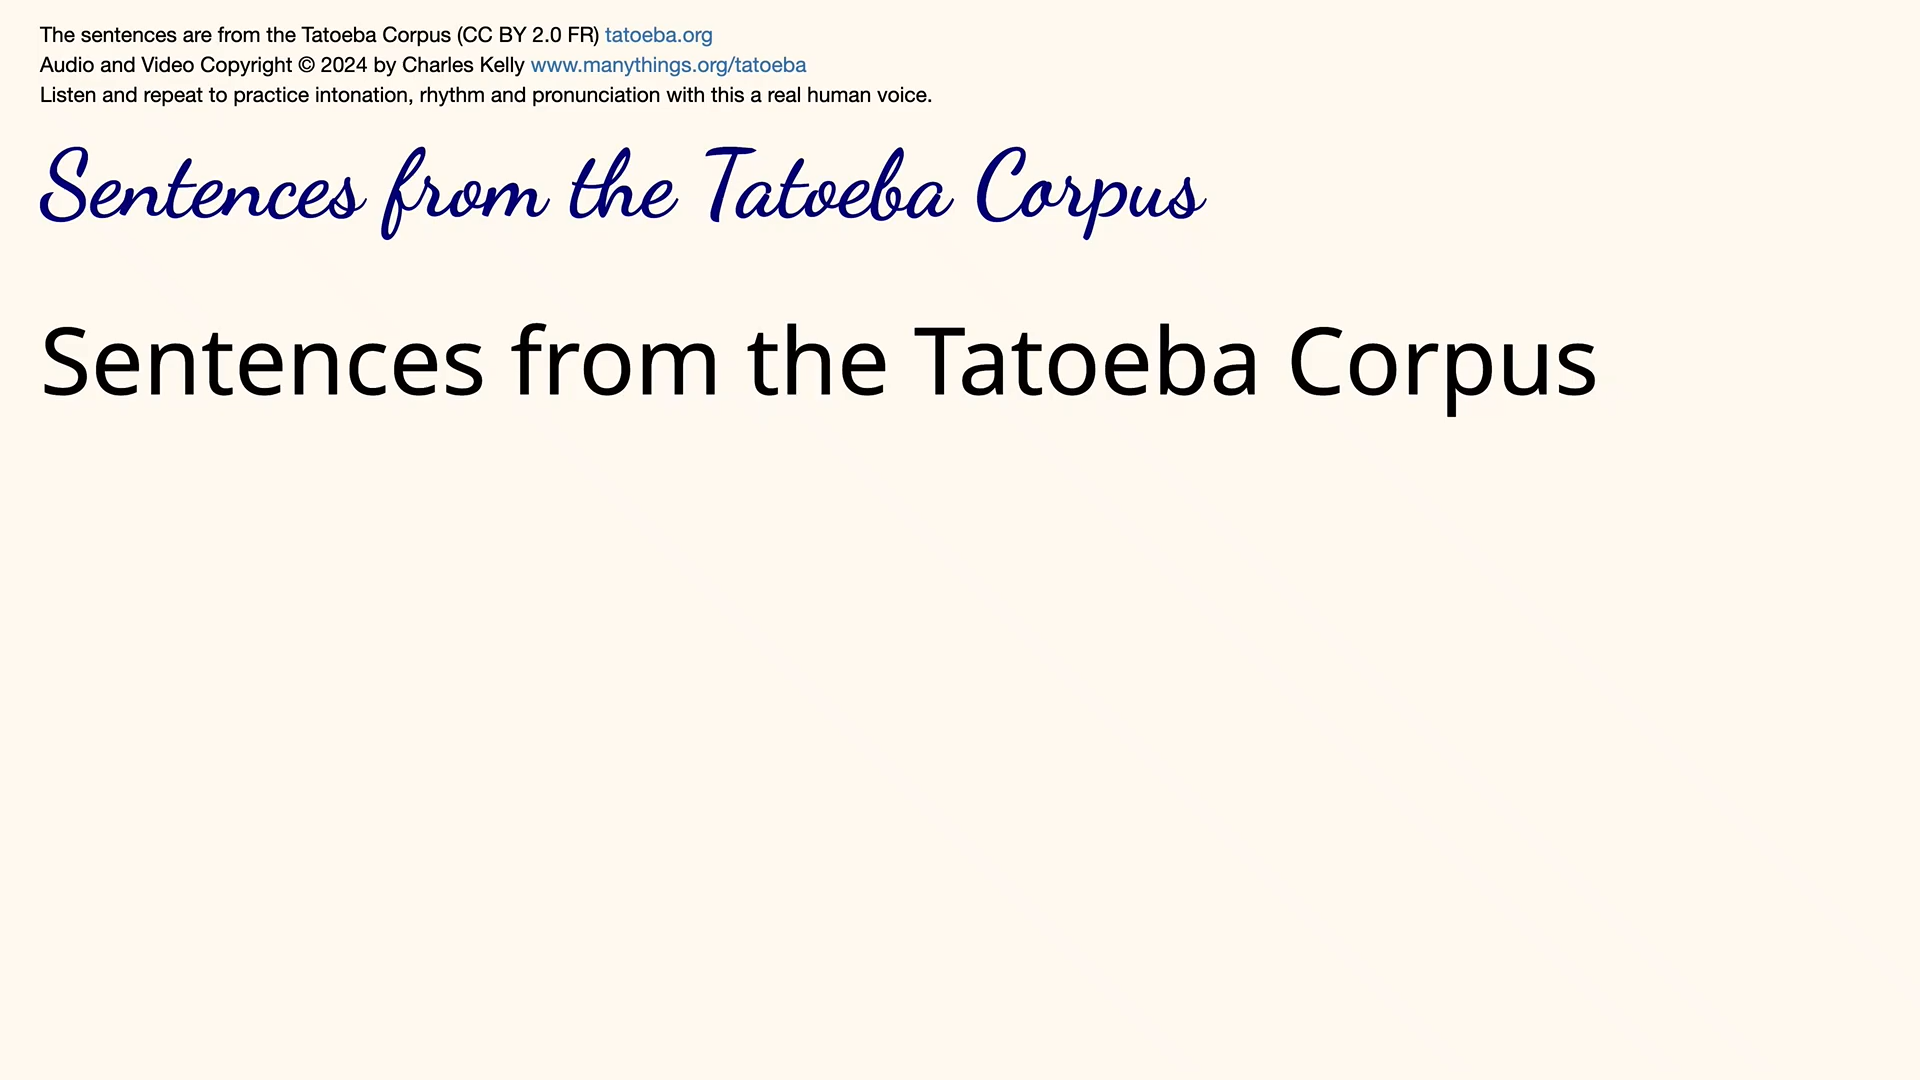 The sentences are from the Tatoeba Corpus (CC BY 2.0 FR) tatoeba.org
Audio and Video Copyright © 2024 by Charles Kelly www.manythings.org/tatoeba
Listen and repeat to practice intonation, rhythm and pronunciation with this a real human voice.
Sentences from the Tatoeba Corpus
Sentences from the Tatoeba Corpus